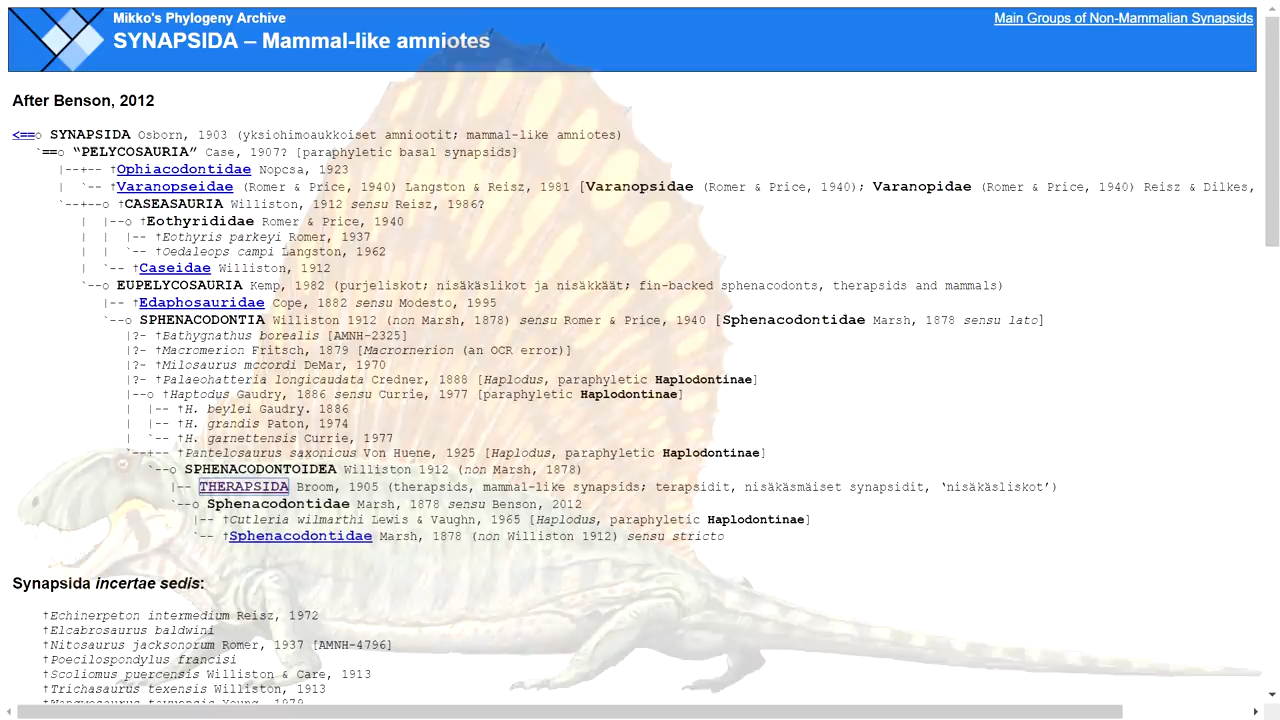 Mikko's Phylogeny Archive
Main Groups of Non-Mammalian Synapsids
SYNAPSIDA – Mammal-like amniotes
After Benson, 2012
<==o SYNAPSIDA Osborn, 1903 (yksiohimoaukkoiset amniootit; mammal-like amniotes)
`==o “PELYCOSAURIA” Case, 1907? [paraphyletic basal synapsids]
|--+-- †Ophiacodontidae Nopcsa, 1923
| `-- †Varanopseidae (Romer & Price, 1940) Langston & Reisz, 1981 [Varanopsidae (Romer & Price, 1940); Varanopidae (Romer & Price, 1940) Reisz & Dilkes,
`--+--o †CASEASAURIA Williston, 1912 sensu Reisz, 1986?
| |--o †Eothyrididae Romer & Price, 1940
| | |-- †Eothyris parkeyi Romer, 1937
| | `-- †Oedaleops campi Langston, 1962
| `-- †Caseidae Williston, 1912
`--o EUPELYCOSAURIA Kemp, 1982 (purjeliskot; nisäkäslikot ja nisäkkäät; fin-backed sphenacodonts, therapsids and mammals)
|-- †Edaphosauridae Cope, 1882 sensu Modesto, 1995
`--o SPHENACODONTIA Williston 1912 (non Marsh, 1878) sensu Romer & Price, 1940 [Sphenacodontidae Marsh, 1878 sensu lato]
|?- †Bathygnathus borealis [AMNH-2325]
|?- †Macromerion Fritsch, 1879 [Macrornerion (an OCR error)]
|?- †Milosaurus mccordi DeMar, 1970
|?- †Palaeohatteria longicaudata Credner, 1888 [Haplodus, paraphyletic Haplodontinae]
|--o †Haptodus Gaudry, 1886 sensu Currie, 1977 [paraphyletic Haplodontinae]
| |-- †H. beylei Gaudry. 1886
| |-- †H. grandis Paton, 1974
| `-- †H. garnettensis Currie, 1977
`--+-- †Pantelosaurus saxonicus Von Huene, 1925 [Haplodus, paraphyletic Haplodontinae]
`--o SPHENACODONTOIDEA Williston 1912 (non Marsh, 1878)
|-- THERAPSIDA Broom, 1905 (therapsids, mammal-like synapsids; terapsidit, nisäkäsmäiset synapsidit, ‘nisäkäsliskot’)
`--o Sphenacodontidae Marsh, 1878 sensu Benson, 2012
|-- †Cutleria wilmarthi Lewis & Vaughn, 1965 [Haplodus, paraphyletic Haplodontinae]
`-- †Sphenacodontidae Marsh, 1878 (non Williston 1912) sensu stricto
Synapsida incertae sedis:
†Echinerpeton intermedium Reisz, 1972
†Elcabrosaurus baldwini
†Nitosaurus jacksonorum Romer, 1937 [AMNH-4796]
†Poecilospondylus francisi
†Scoliomus puercensis Williston & Care, 1913
†Trichasaurus texensis Williston, 1913